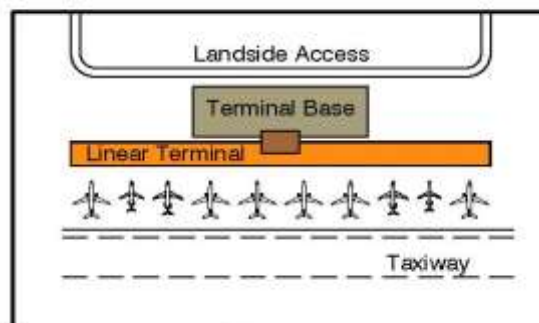 Landside Access
Terminal Base
Linear Terminal
Taxiway